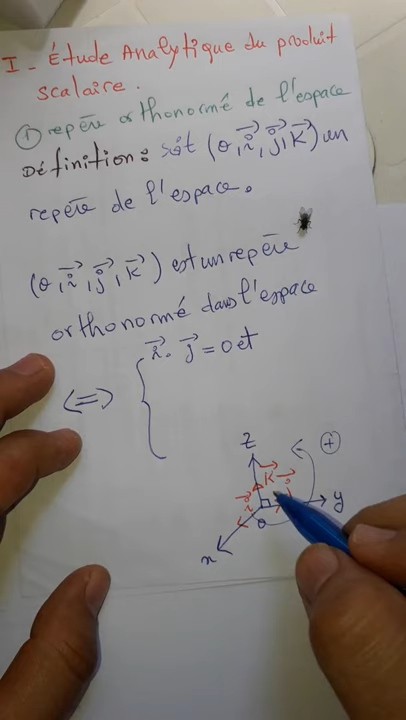 I - Étude Analytique du produit
scalaire.
① repère orthonormé de l'espace
Définition: soit (o, i⃗, j⃗, k⃗) un
repère de l'espace.
(o, i⃗, j⃗, k⃗) est un repère
orthonormé dans l'espace
<=> { i⃗. j⃗ = 0 et
z
+
k⃗
j⃗
i⃗
y
o
x